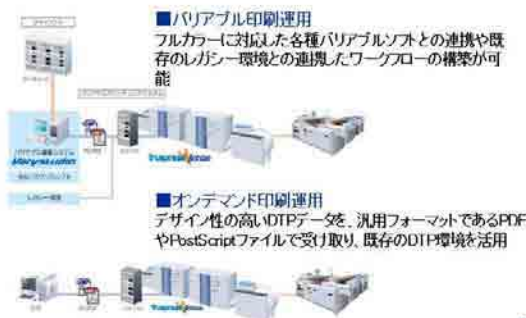 ■バリアブル印刷運用
フルカラーに対応した各種バリアブルソフトとの連携や既
存のレガシー環境との連携したワークフローの構築が可
能
■オンデマンド印刷運用
デザイン性の高いDTPデータを、汎用フォーマットであるPDF
やPostScriptファイルで受け取り、既存のDTP環境を活用